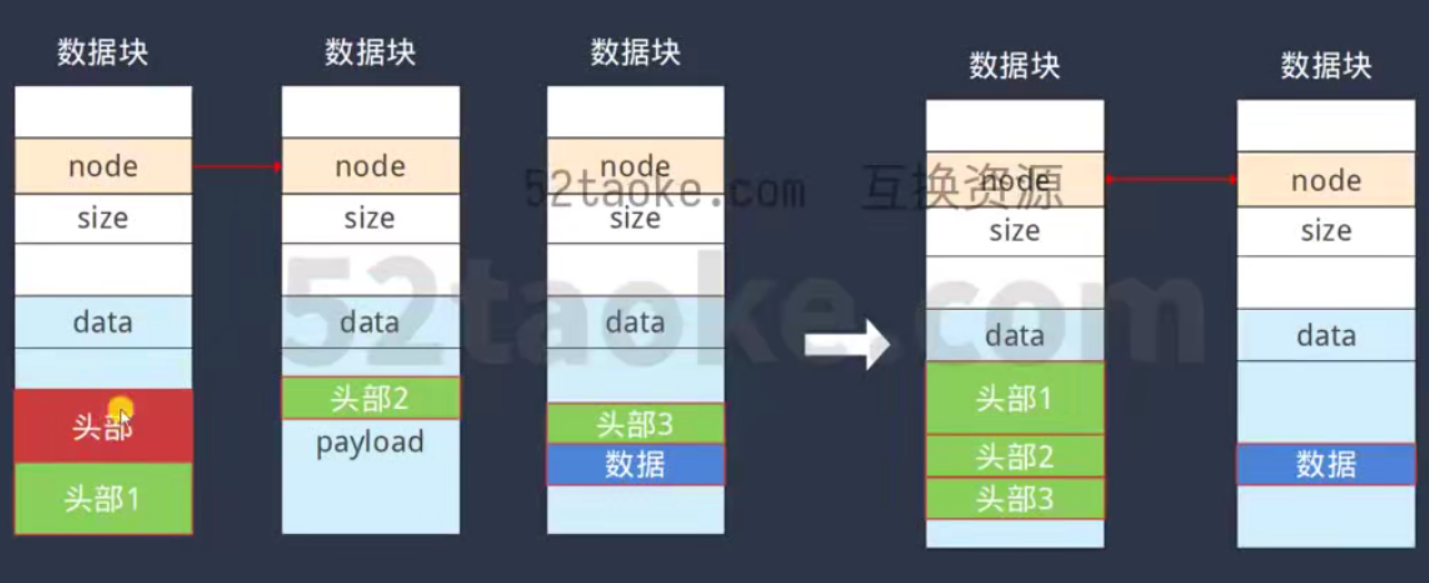 数据块
node
size
data
头部
头部1
数据块
node
size
data
头部2
payload
数据块
node
size
data
头部3
数据
数据块
node
size
data
头部1
头部2
头部3
数据块
node
size
data
数据
52taoke.com 互换资源
52taoke.com